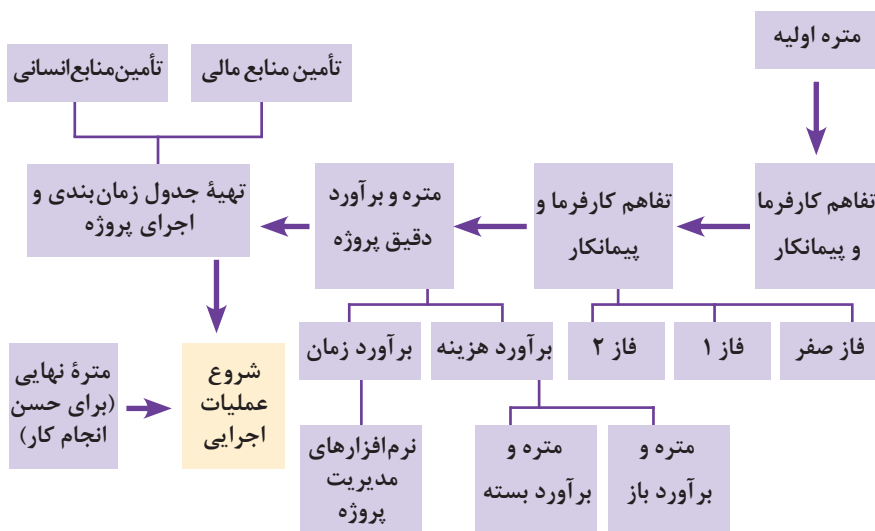 متره اولیه
تأمین منابع مالی
تأمین منابع انسانی
تفاهم کارفرما
و پیمانکار
تفاهم کارفرما و
پیمانکار
متره و برآورد
دقیق پروژه
تهیهٔ جدول زمان‌بندی و
اجرای پروژه
فاز صفر
فاز ۱
فاز ۲
برآورد هزینه
برآورد زمان
شروع
عملیات
اجرایی
مترهٔ نهایی
(برای حسن
انجام کار)
متره و
برآورد باز
متره و
برآورد بسته
نرم‌افزارهای
مدیریت
پروژه